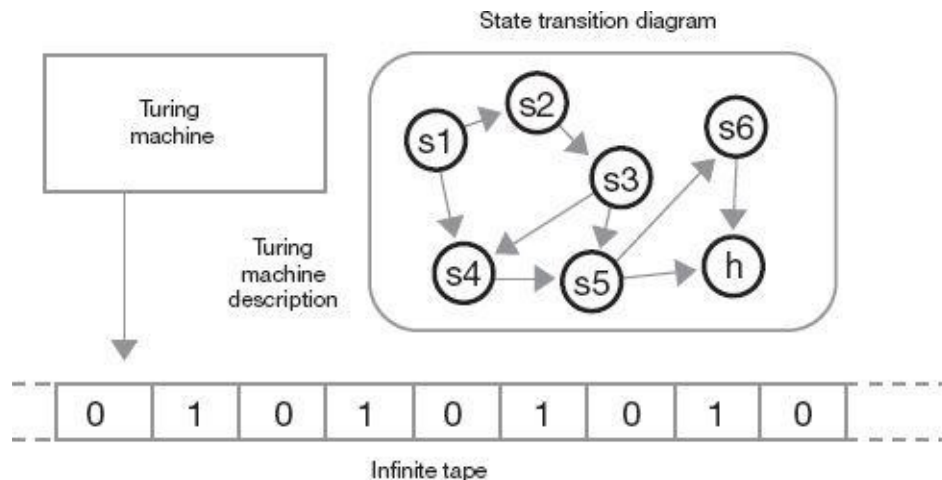 State transition diagram
Turing
machine
s1
s2
s3
s4
s5
s6
h
Turing
machine
description
0 1 0 1 0 1 0 1 0
Infinite tape